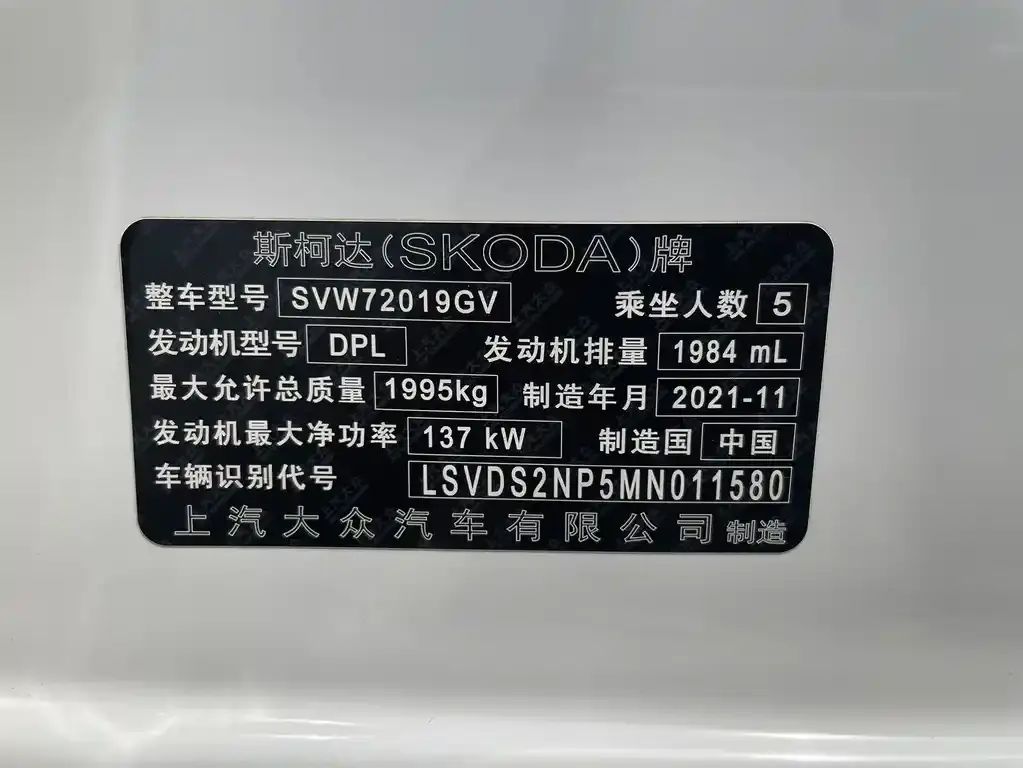 斯柯达(SKODA)牌
整车型号 SVW72019GV 乘坐人数 5
发动机型号 DPL 发动机排量 1984 mL
最大允许总质量 1995kg 制造年月 2021-11
发动机最大净功率 137 kW 制造国 中国
车辆识别代号 LSVDS2NP5MN011580
上汽大众汽车有限公司 制造